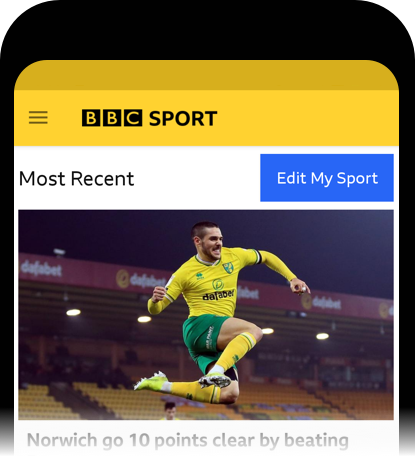 BBC SPORT
Most Recent
Edit My Sport
dafabet
dafabet
dafabet
Norwich go 10 points clear by beating